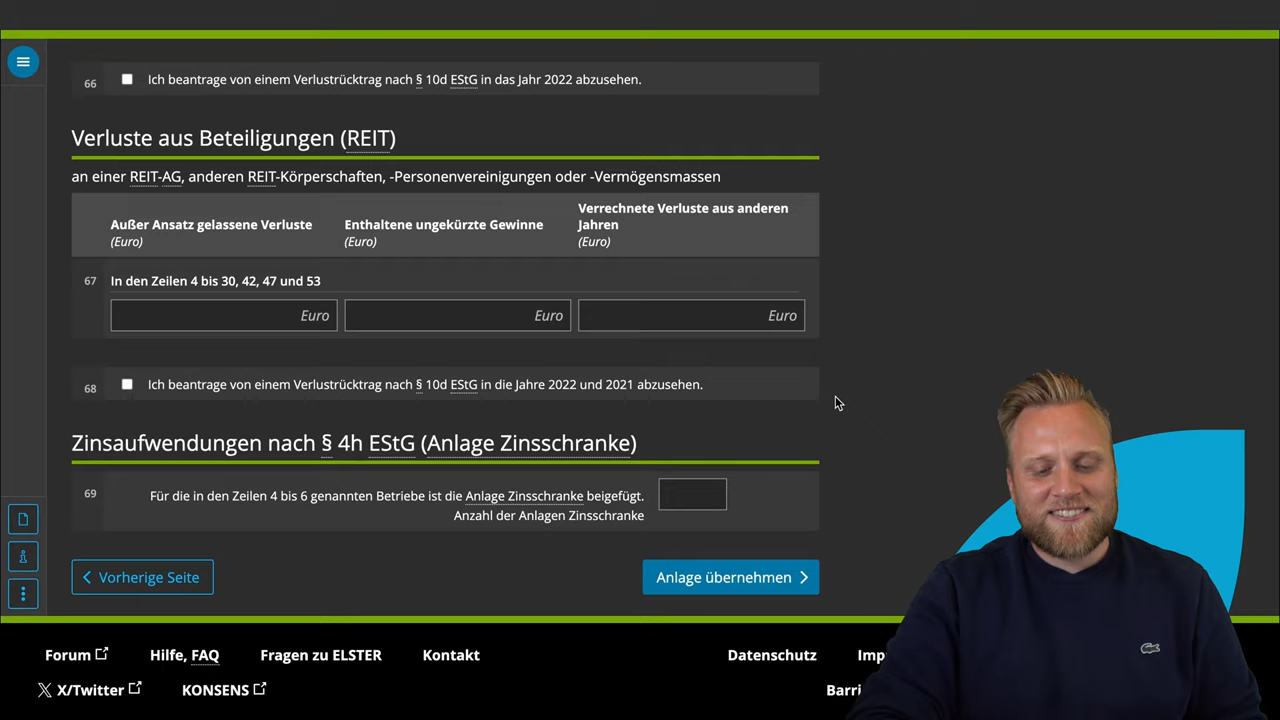 66 Ich beantrage von einem Verlustrücktrag nach § 10d EStG in das Jahr 2022 abzusehen.
Verluste aus Beteiligungen (REIT)
an einer REIT-AG, anderen REIT-Körperschaften, -Personenvereinigungen oder -Vermögensmassen
Außer Ansatz gelassene Verluste (Euro)
Enthaltene ungekürzte Gewinne (Euro)
Verrechnete Verluste aus anderen Jahren (Euro)
67 In den Zeilen 4 bis 30, 42, 47 und 53
Euro Euro Euro
68 Ich beantrage von einem Verlustrücktrag nach § 10d EStG in die Jahre 2022 und 2021 abzusehen.
Zinsaufwendungen nach § 4h EStG (Anlage Zinsschranke)
69 Für die in den Zeilen 4 bis 6 genannten Betriebe ist die Anlage Zinsschranke beigefügt.
Anzahl der Anlagen Zinsschranke
Vorherige Seite Anlage übernehmen
Forum Hilfe, FAQ Fragen zu ELSTER Kontakt Datenschutz
X/Twitter KONSENS